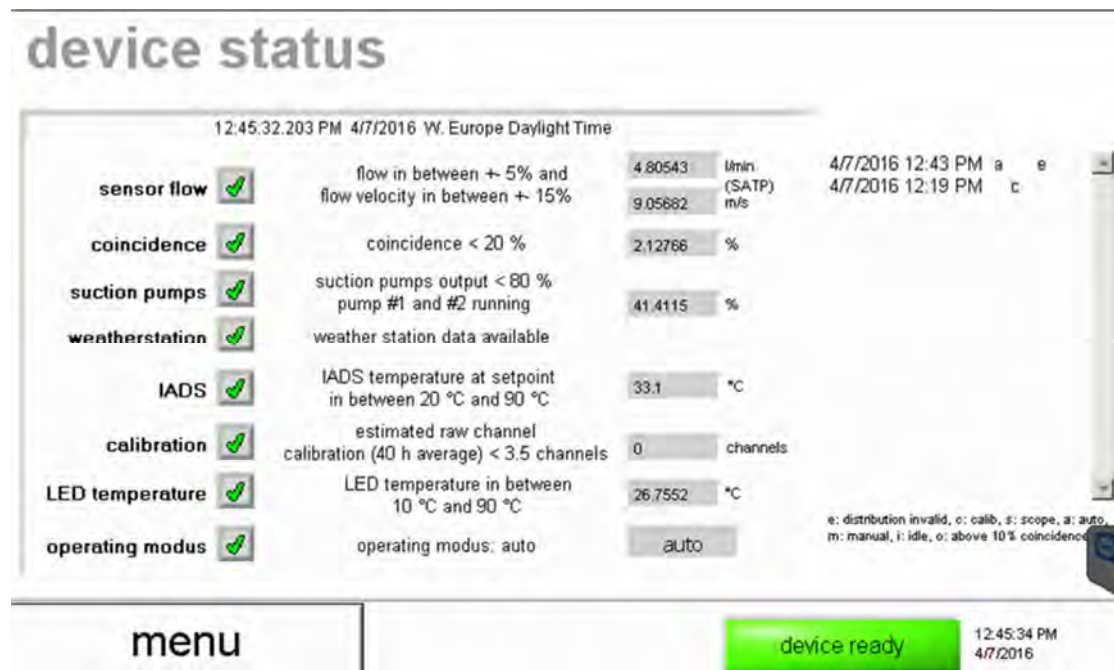 device status
12:45:32.203 PM 4/7/2016 W. Europe Daylight Time
sensor flow
flow in between +- 5% and
flow velocity in between +- 15%
4.80543 l/min
(SATP)
9.05682 m/s
4/7/2016 12:43 PM a e
4/7/2016 12:19 PM c
coincidence
coincidence < 20 %
2.12766 %
suction pumps
suction pumps output < 80 %
pump #1 and #2 running
41.4115 %
weatherstation
weather station data available
IADS
IADS temperature at setpoint
in between 20 °C and 90 °C
33.1 °C
calibration
estimated raw channel
calibration (40 h average) < 3.5 channels
0 channels
LED temperature
LED temperature in between
10 °C and 90 °C
26.7552 °C
operating modus
operating modus: auto
auto
e: distribution invalid, c: calib, s: scope, a: auto,
m: manual, i: idle, o: above 10 % coincidence
menu
device ready
12:45:34 PM
4/7/2016